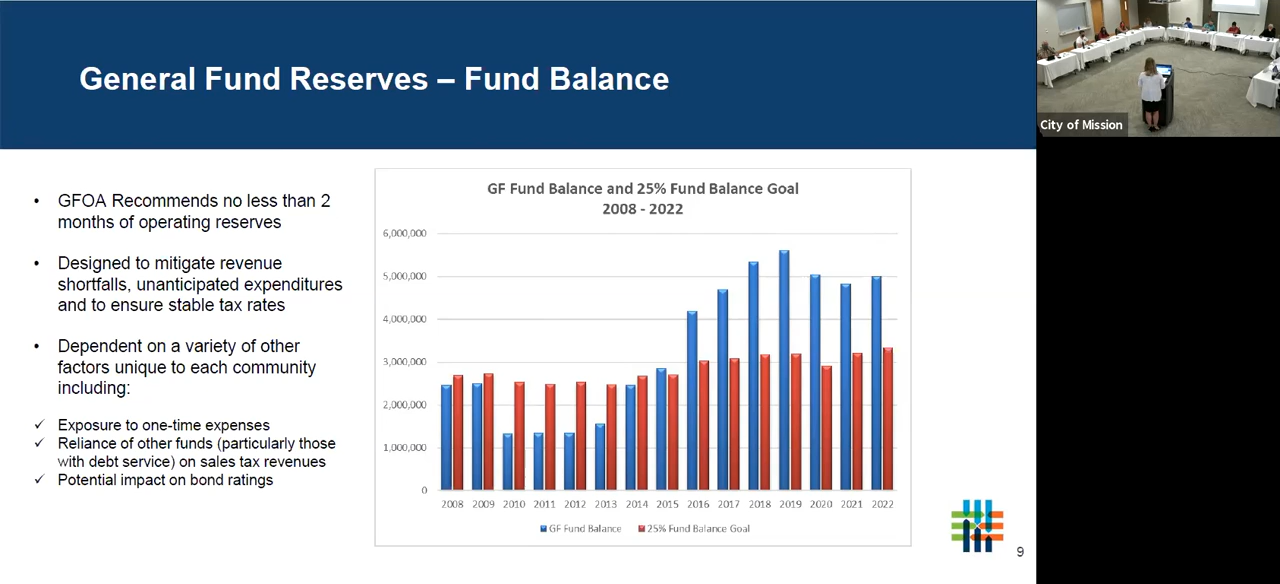 General Fund Reserves – Fund Balance
City of Mission
• GFOA Recommends no less than 2
months of operating reserves
• Designed to mitigate revenue
shortfalls, unanticipated expenditures
and to ensure stable tax rates
• Dependent on a variety of other
factors unique to each community
including:
✓ Exposure to one-time expenses
✓ Reliance of other funds (particularly those
with debt service) on sales tax revenues
✓ Potential impact on bond ratings
GF Fund Balance and 25% Fund Balance Goal
2008 - 2022
6,000,000
5,000,000
4,000,000
3,000,000
2,000,000
1,000,000
0
2008 2009 2010 2011 2012 2013 2014 2015 2016 2017 2018 2019 2020 2021 2022
GF Fund Balance 25% Fund Balance Goal
9